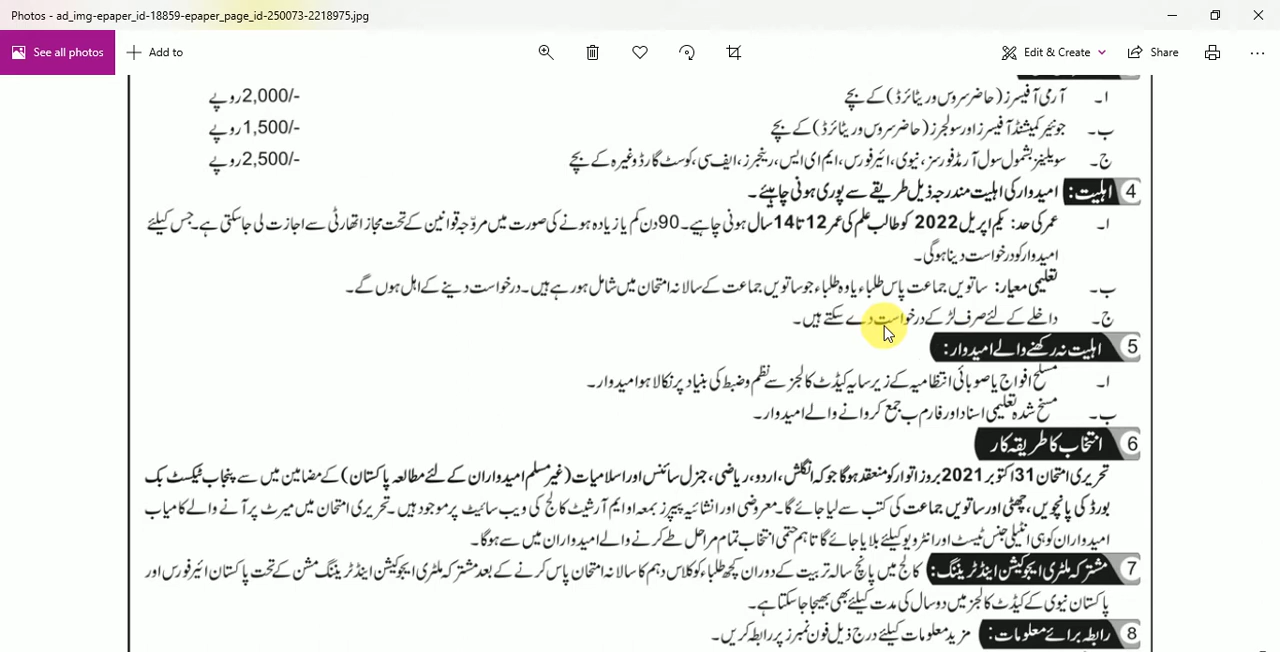 Photos - ad_img-epaper_id-18859-epaper_page_id-250073-2218975.jpg
See all photos
Add to
Edit & Create
Share
ا۔ آرمی آفیسرز (حاضر سروس و ریٹائرڈ) کے بچے 2,000/- روپے
ب۔ جونیئر کمیشنڈ آفیسرز اور سولجرز (حاضر سروس و ریٹائرڈ) کے بچے 1,500/- روپے
ج۔ سویلینز بشمول سول آرمڈ فورسز، نیوی، ائیر فورس، ایم ای ایس، رینجرز، ایف سی، کوسٹ گارڈ وغیرہ کے بچے 2,500/- روپے
4 اہلیت: امیدوار کی اہلیت مندرجہ ذیل طریقے سے پوری ہونی چاہیئے۔
ا۔ عمر کی حد: یکم اپریل 2022 کو طالب علم کی عمر 12 تا 14 سال ہونی چاہیے۔ 90 دن کم یا زیادہ ہونے کی صورت میں مروّجہ قوانین کے تحت مجاز اتھارٹی سے اجازت لی جاسکتی ہے۔ جس کیلئے
امیدوار کو درخواست دینا ہوگی۔
ب۔ تعلیمی معیار: ساتویں جماعت پاس طلباء یا وہ طلباء جو ساتویں جماعت کے سالانہ امتحان میں شامل ہورہے ہیں۔ درخواست دینے کے اہل ہوں گے۔
ج۔ داخلے کے لئے صرف لڑکے درخواست دے سکتے ہیں۔
5 اہلیت نہ رکھنے والے امیدوار:
ا۔ مسلح افواج یا صوبائی انتظامیہ کے زیر سایہ کیڈٹ کالجز سے نظم وضبط کی بنیاد پر نکالا ہوا امیدوار۔
ب۔ مسخ شدہ تعلیمی اسناد اور فارم ب جمع کروانے والے امیدوار۔
6 انتخاب کا طریقہ کار
تحریری امتحان 31 اکتوبر 2021 بروز اتوار کو منعقد ہوگا جو کہ انگلش، اردو، ریاضی، جنرل سائنس اور اسلامیات (غیر مسلم امیدواران کے لئے مطالعہ پاکستان) کے مضامین میں سے پنجاب ٹیکسٹ بک
بورڈ کی پانچویں، چھٹی اور ساتویں جماعت کی کتب سے لیا جائے گا۔ معروضی اور انشائیہ پیپرز بمعہ او ایم آر شیٹ کالج کی ویب سائیٹ پر موجود ہیں۔ تحریری امتحان میں میرٹ پر آنے والے کامیاب
امیدواران کو ہی انٹیلی جنس ٹیسٹ اور انٹرویو کیلئے بلایا جائے گا تاہم حتمی انتخاب تمام مراحل طے کرنے والے امیدواران میں سے ہوگا۔
7 مشترکہ ملٹری ایجوکیشن اینڈ ٹریننگ: کالج میں پانچ سالہ تربیت کے دوران کچھ طلباء کو کلاس دہم کا سالانہ امتحان پاس کرنے کے بعد مشترکہ ملٹری ایجوکیشن اینڈ ٹریننگ مشن کے تحت پاکستان ائیر فورس اور
پاکستان نیوی کے کیڈٹ کالجز میں دو سال کی مدت کیلئے بھی بھیجا جاسکتا ہے۔
8 رابطہ برائے معلومات: مزید معلومات کیلئے درج ذیل فون نمبرز پر رابطہ کریں۔